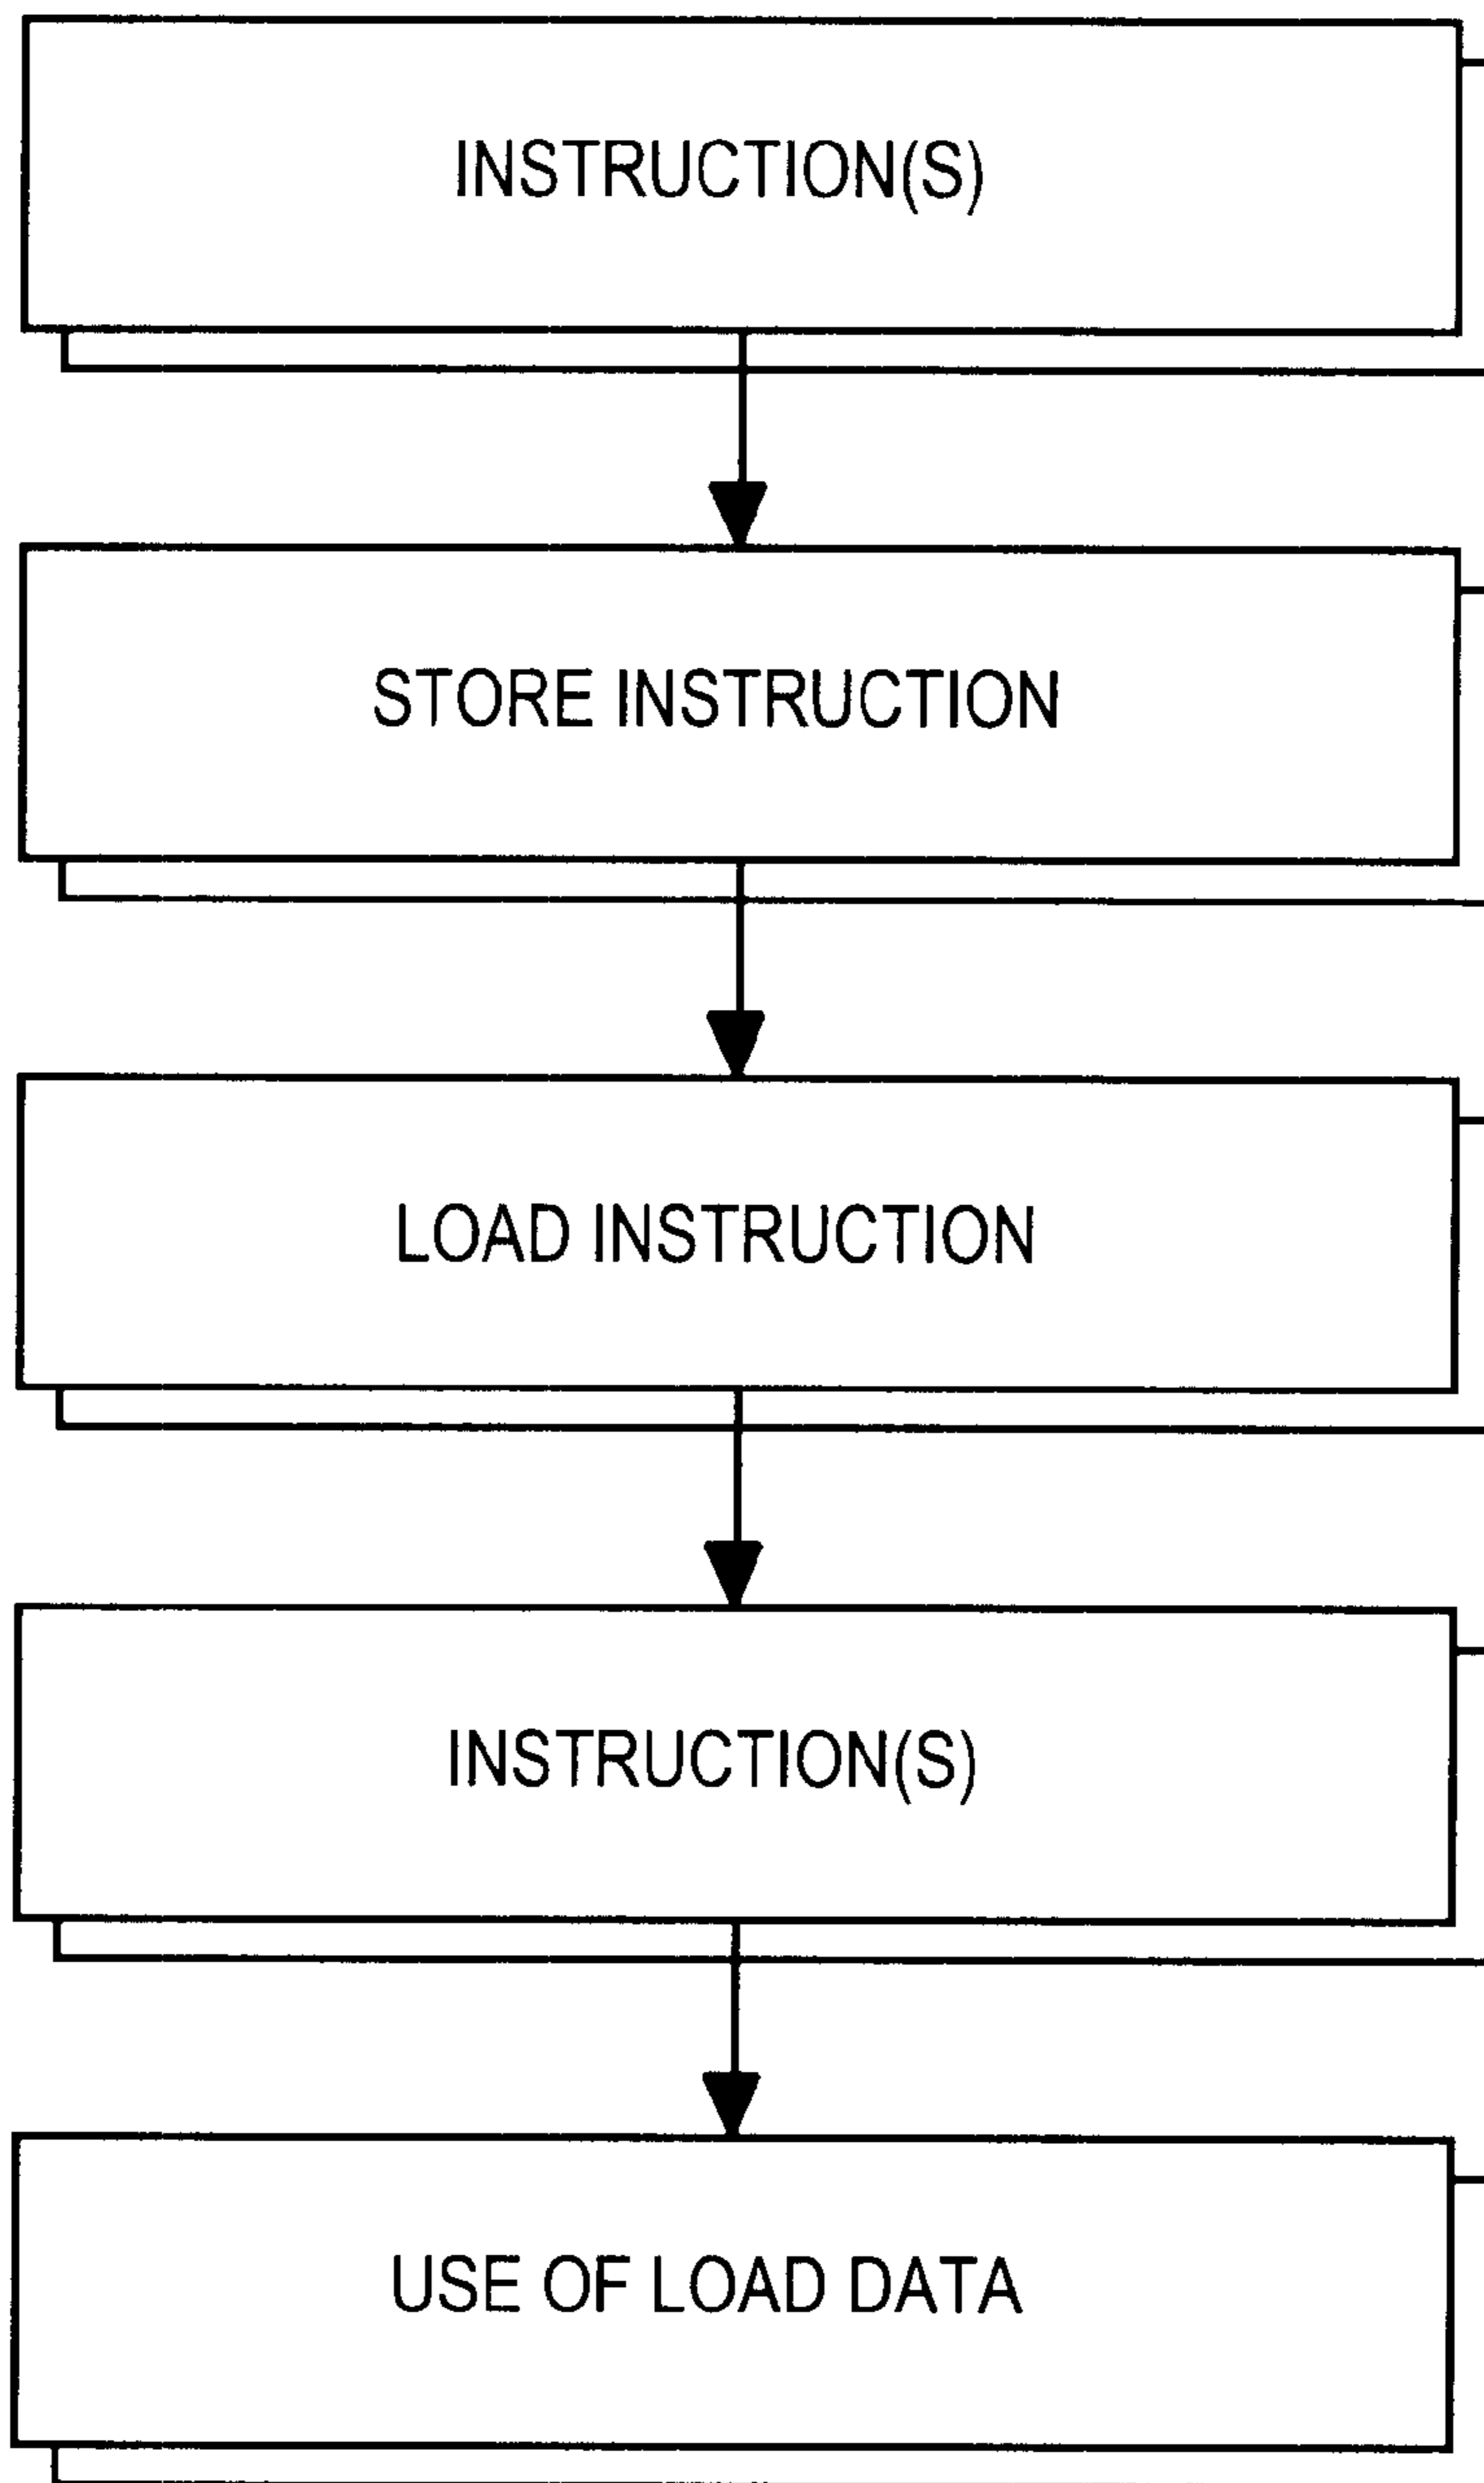 INSTRUCTION(S)
STORE INSTRUCTION
LOAD INSTRUCTION
INSTRUCTION(S)
USE OF LOAD DATA